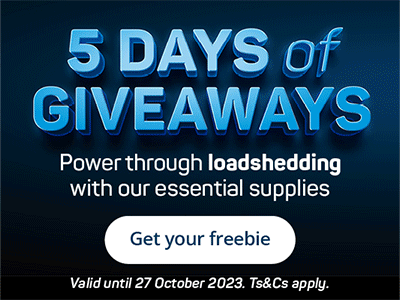 5 DAYS of
GIVEAWAYS
Power through loadshedding
with our essential supplies
Get your freebie
Valid until 27 October 2023. Ts&Cs apply.